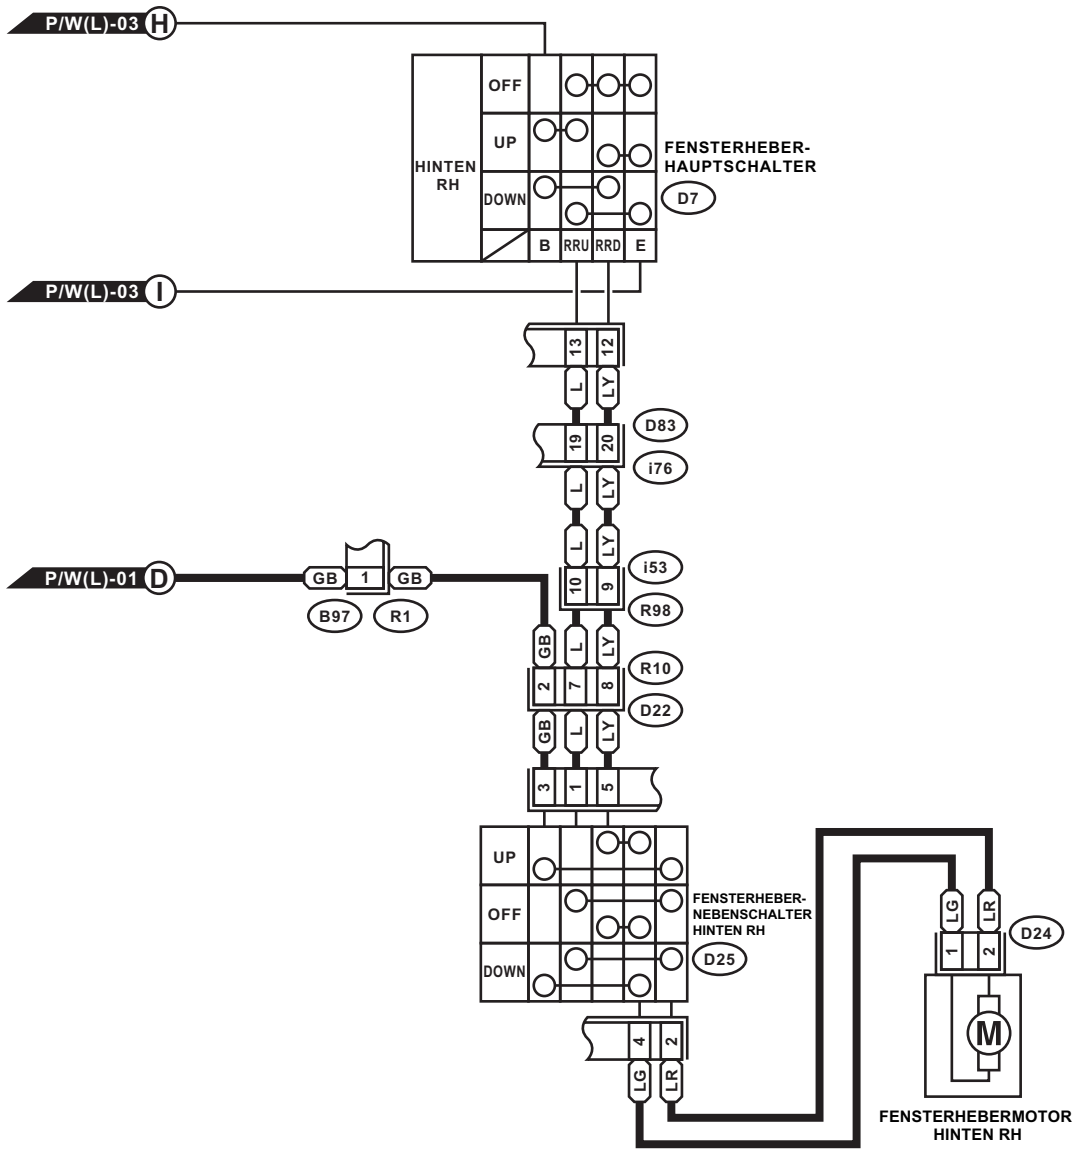 P/W(L)-03 H
OFF
UP
HINTEN
RH
DOWN
B RRU RRD E
FENSTERHEBER-
HAUPTSCHALTER
D7
P/W(L)-03 I
13 12
L LY
19 20
D83
i76
L LY
L LY
P/W(L)-01 D
GB 1 GB
B97 R1
10 9
i53
R98
GB L LY
2 7 8
R10
D22
GB L LY
3 1 5
UP
OFF
DOWN
FENSTERHEBER-
NEBENSCHALTER
HINTEN RH
D25
4 2
LG LR
LG LR
1 2
D24
M
FENSTERHEBERMOTOR
HINTEN RH